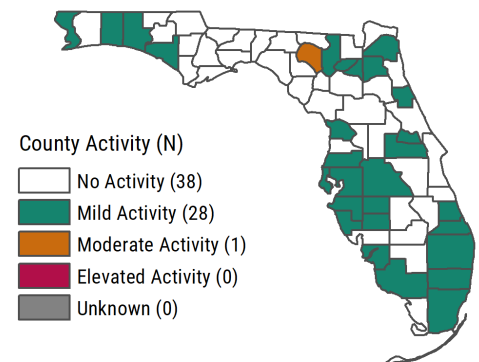 County Activity (N)
No Activity (38)
Mild Activity (28)
Moderate Activity (1)
Elevated Activity (0)
Unknown (0)